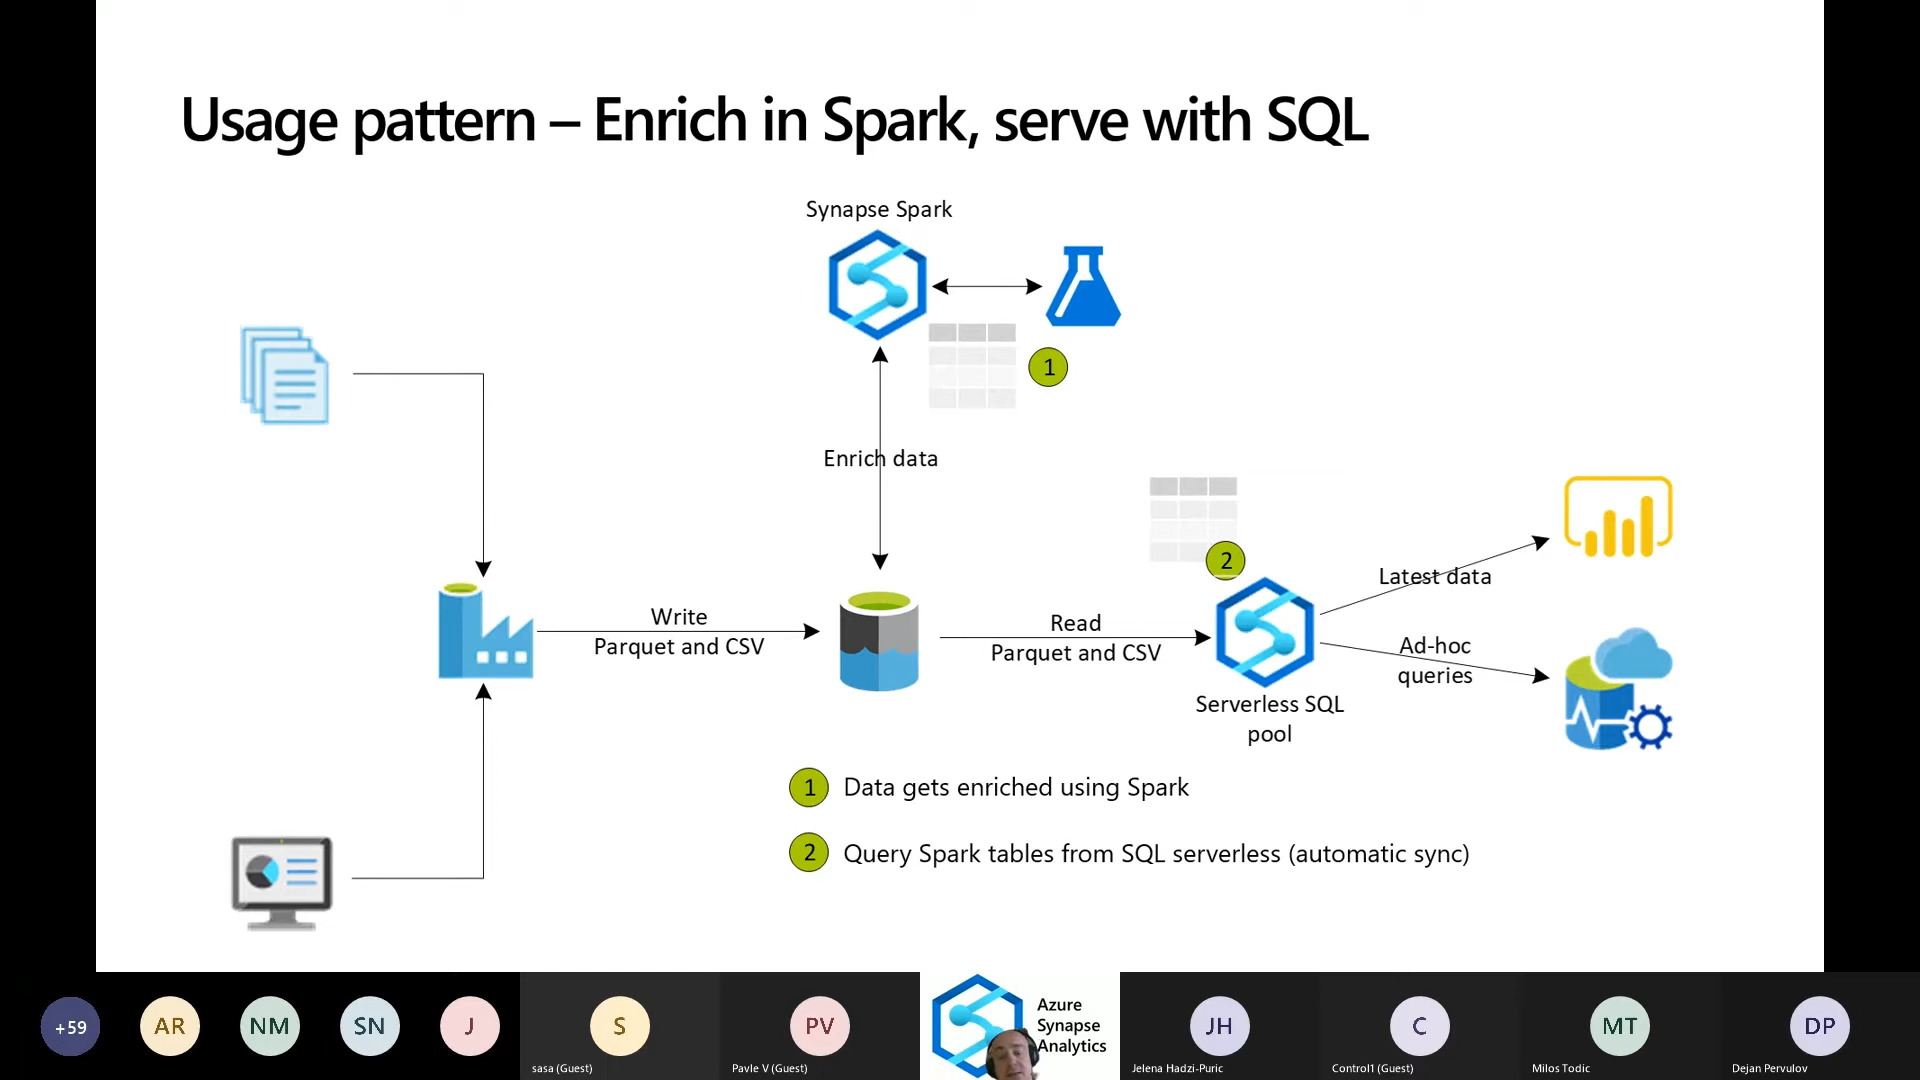 Usage pattern – Enrich in Spark, serve with SQL
Synapse Spark
1
Enrich data
2
Write
Parquet and CSV
Read
Parquet and CSV
Latest data
Ad-hoc
queries
Serverless SQL
pool
1 Data gets enriched using Spark
2 Query Spark tables from SQL serverless (automatic sync)
+59
AR
NM
SN
J
S
sasa (Guest)
PV
Pavle V (Guest)
Azure
Synapse
Analytics
JH
Jelena Hadzi-Puric
C
Control1 (Guest)
MT
Milos Todic
DP
Dejan Pervulov